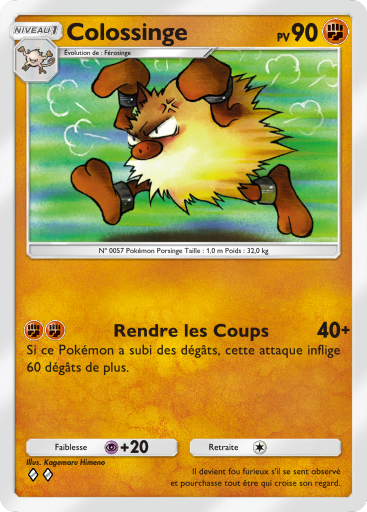 NIVEAU 1
Colossinge
PV 90
Évolution de : Férosinge
N° 0057 Pokémon Porsinge Taille : 1,0 m Poids : 32,0 kg
Rendre les Coups 40+
Si ce Pokémon a subi des dégâts, cette attaque inflige
60 dégâts de plus.
Faiblesse +20
Retraite
Illus. Kagemaru Himeno
Il devient fou furieux s'il se sent observé
et pourchasse tout être qui croise son regard.